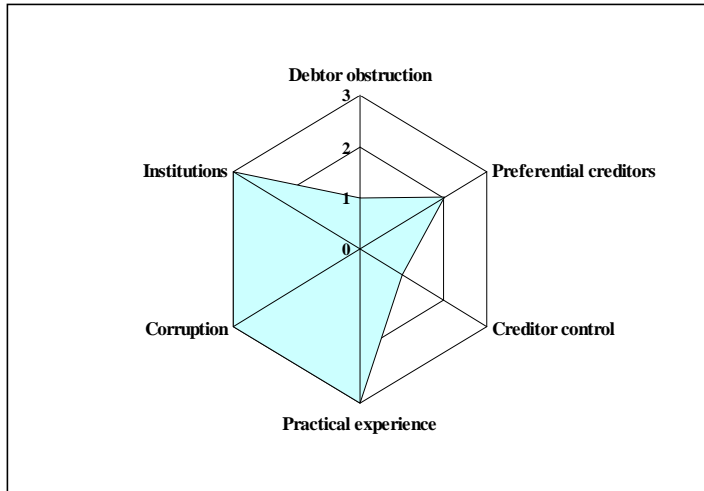 Debtor obstruction
3
2
Institutions
Preferential creditors
1
0
Corruption
Creditor control
Practical experience